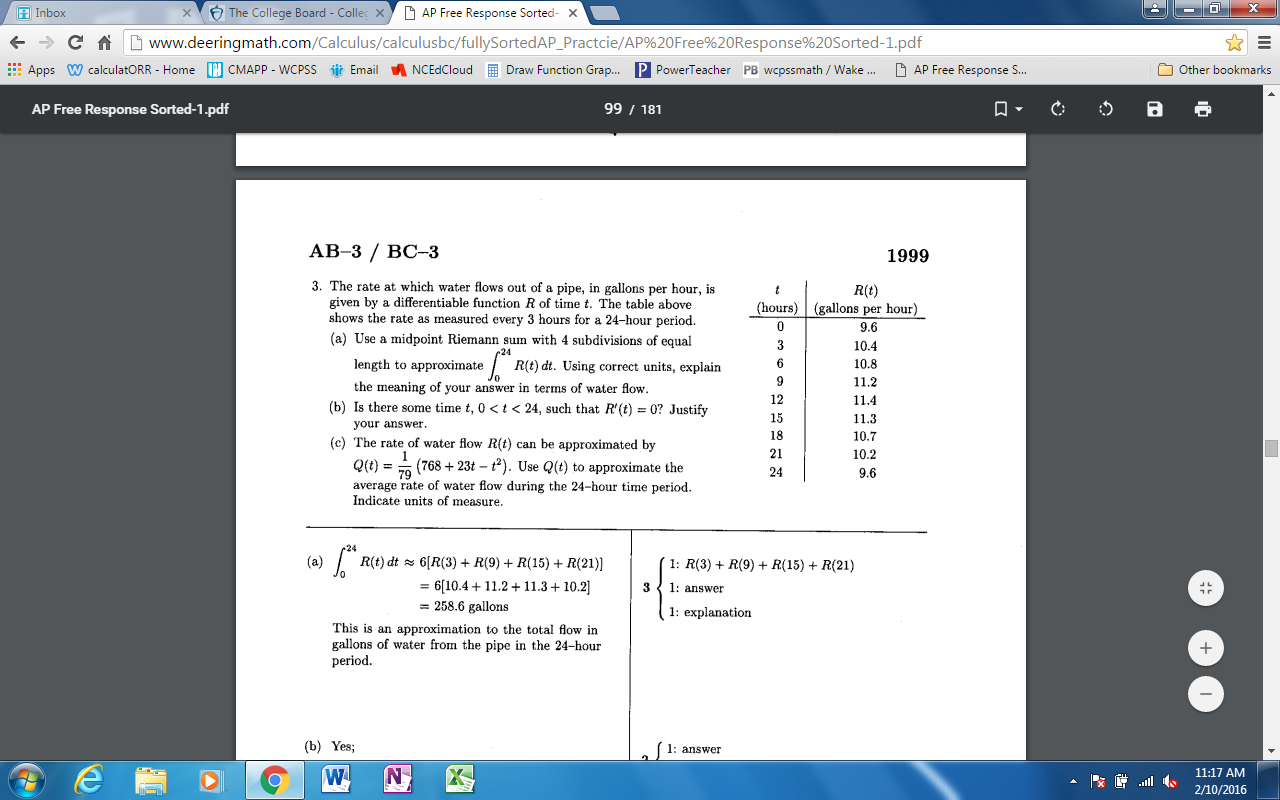 Inbox
The College Board - Colleg
AP Free Response Sorted-
www.deeringmath.com/Calculus/calculusbc/fullySortedAP_Practcie/AP%20Free%20Response%20Sorted-1.pdf
Apps calculatORR - Home CMAPP - WCPSS Email NCEdCloud Draw Function Grap... PowerTeacher PB wcpssmath / Wake ... AP Free Response S... Other bookmarks
AP Free Response Sorted-1.pdf 99 / 181
AB–3 / BC–3 1999
3. The rate at which water flows out of a pipe, in gallons per hour, is
given by a differentiable function R of time t. The table above
shows the rate as measured every 3 hours for a 24–hour period.
(a) Use a midpoint Riemann sum with 4 subdivisions of equal
length to approximate ∫₀²⁴ R(t) dt. Using correct units, explain
the meaning of your answer in terms of water flow.
(b) Is there some time t, 0 < t < 24, such that R′(t) = 0? Justify
your answer.
(c) The rate of water flow R(t) can be approximated by
Q(t) = 1/79 (768 + 23t − t²). Use Q(t) to approximate the
average rate of water flow during the 24–hour time period.
Indicate units of measure.
t R(t)
(hours) (gallons per hour)
0 9.6
3 10.4
6 10.8
9 11.2
12 11.4
15 11.3
18 10.7
21 10.2
24 9.6
(a) ∫₀²⁴ R(t) dt ≈ 6[R(3) + R(9) + R(15) + R(21)]
= 6[10.4 + 11.2 + 11.3 + 10.2]
= 258.6 gallons
This is an approximation to the total flow in
gallons of water from the pipe in the 24–hour
period.
3 { 1: R(3) + R(9) + R(15) + R(21)
1: answer
1: explanation
(b) Yes;
1: answer
11:17 AM
2/10/2016